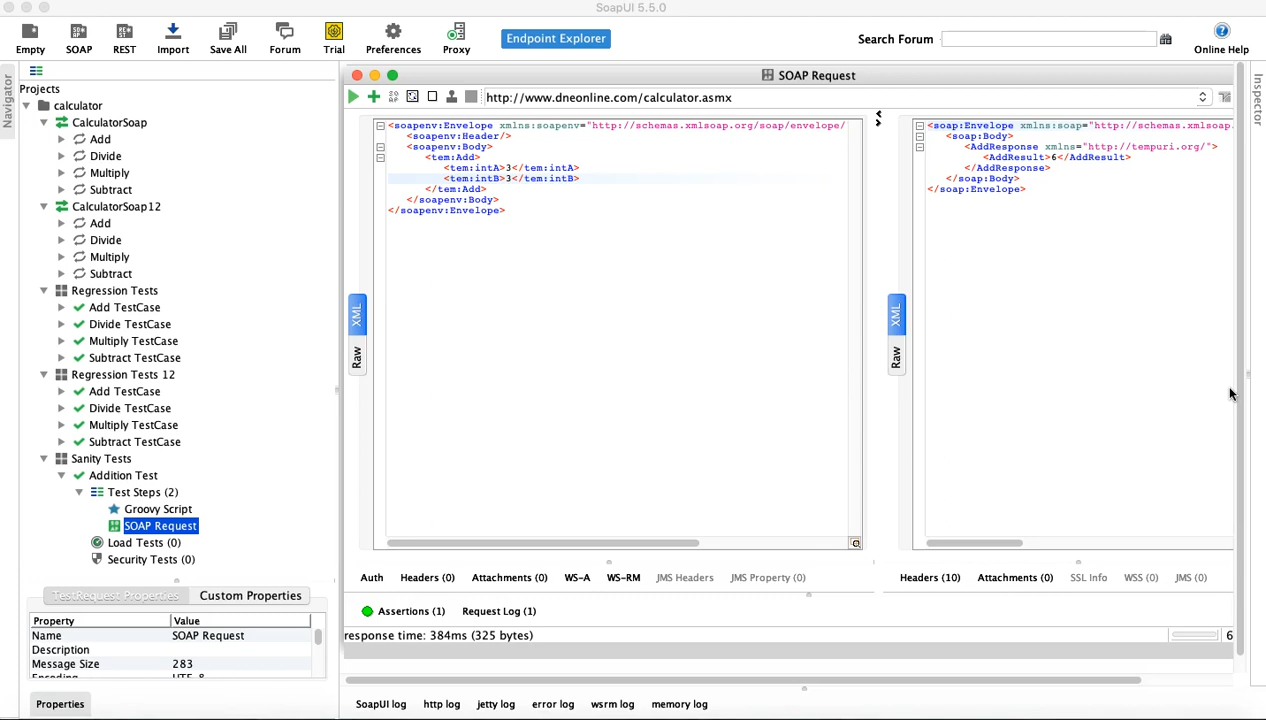 SoapUI 5.5.0
Empty SOAP REST Import Save All Forum Trial Preferences Proxy Endpoint Explorer Search Forum Online Help
Navigator
Projects
calculator
CalculatorSoap
Add
Divide
Multiply
Subtract
CalculatorSoap12
Add
Divide
Multiply
Subtract
Regression Tests
Add TestCase
Divide TestCase
Multiply TestCase
Subtract TestCase
Regression Tests 12
Add TestCase
Divide TestCase
Multiply TestCase
Subtract TestCase
Sanity Tests
Addition Test
Test Steps (2)
Groovy Script
SOAP Request
Load Tests (0)
Security Tests (0)
TestRequest Properties Custom Properties
Property Value
Name SOAP Request
Description
Message Size 283
Encoding UTF-8
Properties
SOAP Request
http://www.dneonline.com/calculator.asmx
<soapenv:Envelope xmlns:soapenv="http://schemas.xmlsoap.org/soap/envelope/
<soapenv:Header/>
<soapenv:Body>
<tem:Add>
<tem:intA>3</tem:intA>
<tem:intB>3</tem:intB>
</tem:Add>
</soapenv:Body>
</soapenv:Envelope>
XML
Raw
<soap:Envelope xmlns:soap="http://schemas.xmlsoap.
<soap:Body>
<AddResponse xmlns="http://tempuri.org/">
<AddResult>6</AddResult>
</AddResponse>
</soap:Body>
</soap:Envelope>
XML
Raw
Auth Headers (0) Attachments (0) WS-A WS-RM JMS Headers JMS Property (0)
Headers (10) Attachments (0) SSL Info WSS (0) JMS (0)
Assertions (1) Request Log (1)
response time: 384ms (325 bytes) 6
SoapUI log http log jetty log error log wsrm log memory log
Inspector